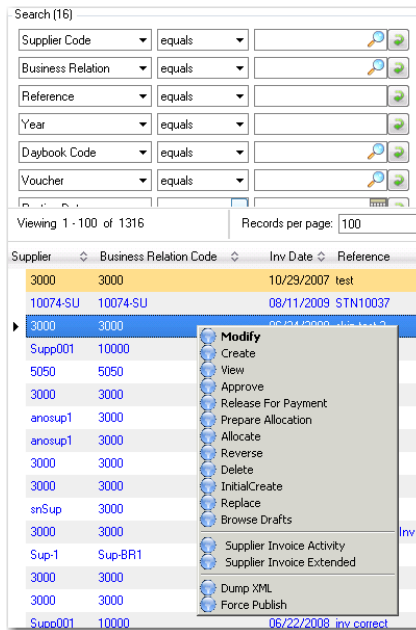 Search (16)
Supplier Code equals
Business Relation equals
Reference equals
Year equals
Daybook Code equals
Voucher equals
Viewing 1 - 100 of 1316 Records per page: 100
Supplier Business Relation Code Inv Date Reference
3000 3000 10/29/2007 test
10074-SU 10074-SU 08/11/2009 STN10037
3000 3000
Modify
Supp001 10000
Create
5050 5050
View
Approve
3000 3000
Release For Payment
anosup1 3000
Prepare Allocation
anosup1 3000
Allocate
3000 3000
Reverse
Delete
3000 3000
InitialCreate
snSup 3000
Replace
3000 3000 Inv
Browse Drafts
Sup-1 Sup-BR1
Supplier Invoice Activity
3000 3000
Supplier Invoice Extended
3000 3000
Dump XML
Force Publish
Supp001 10000 06/22/2008 inv correct